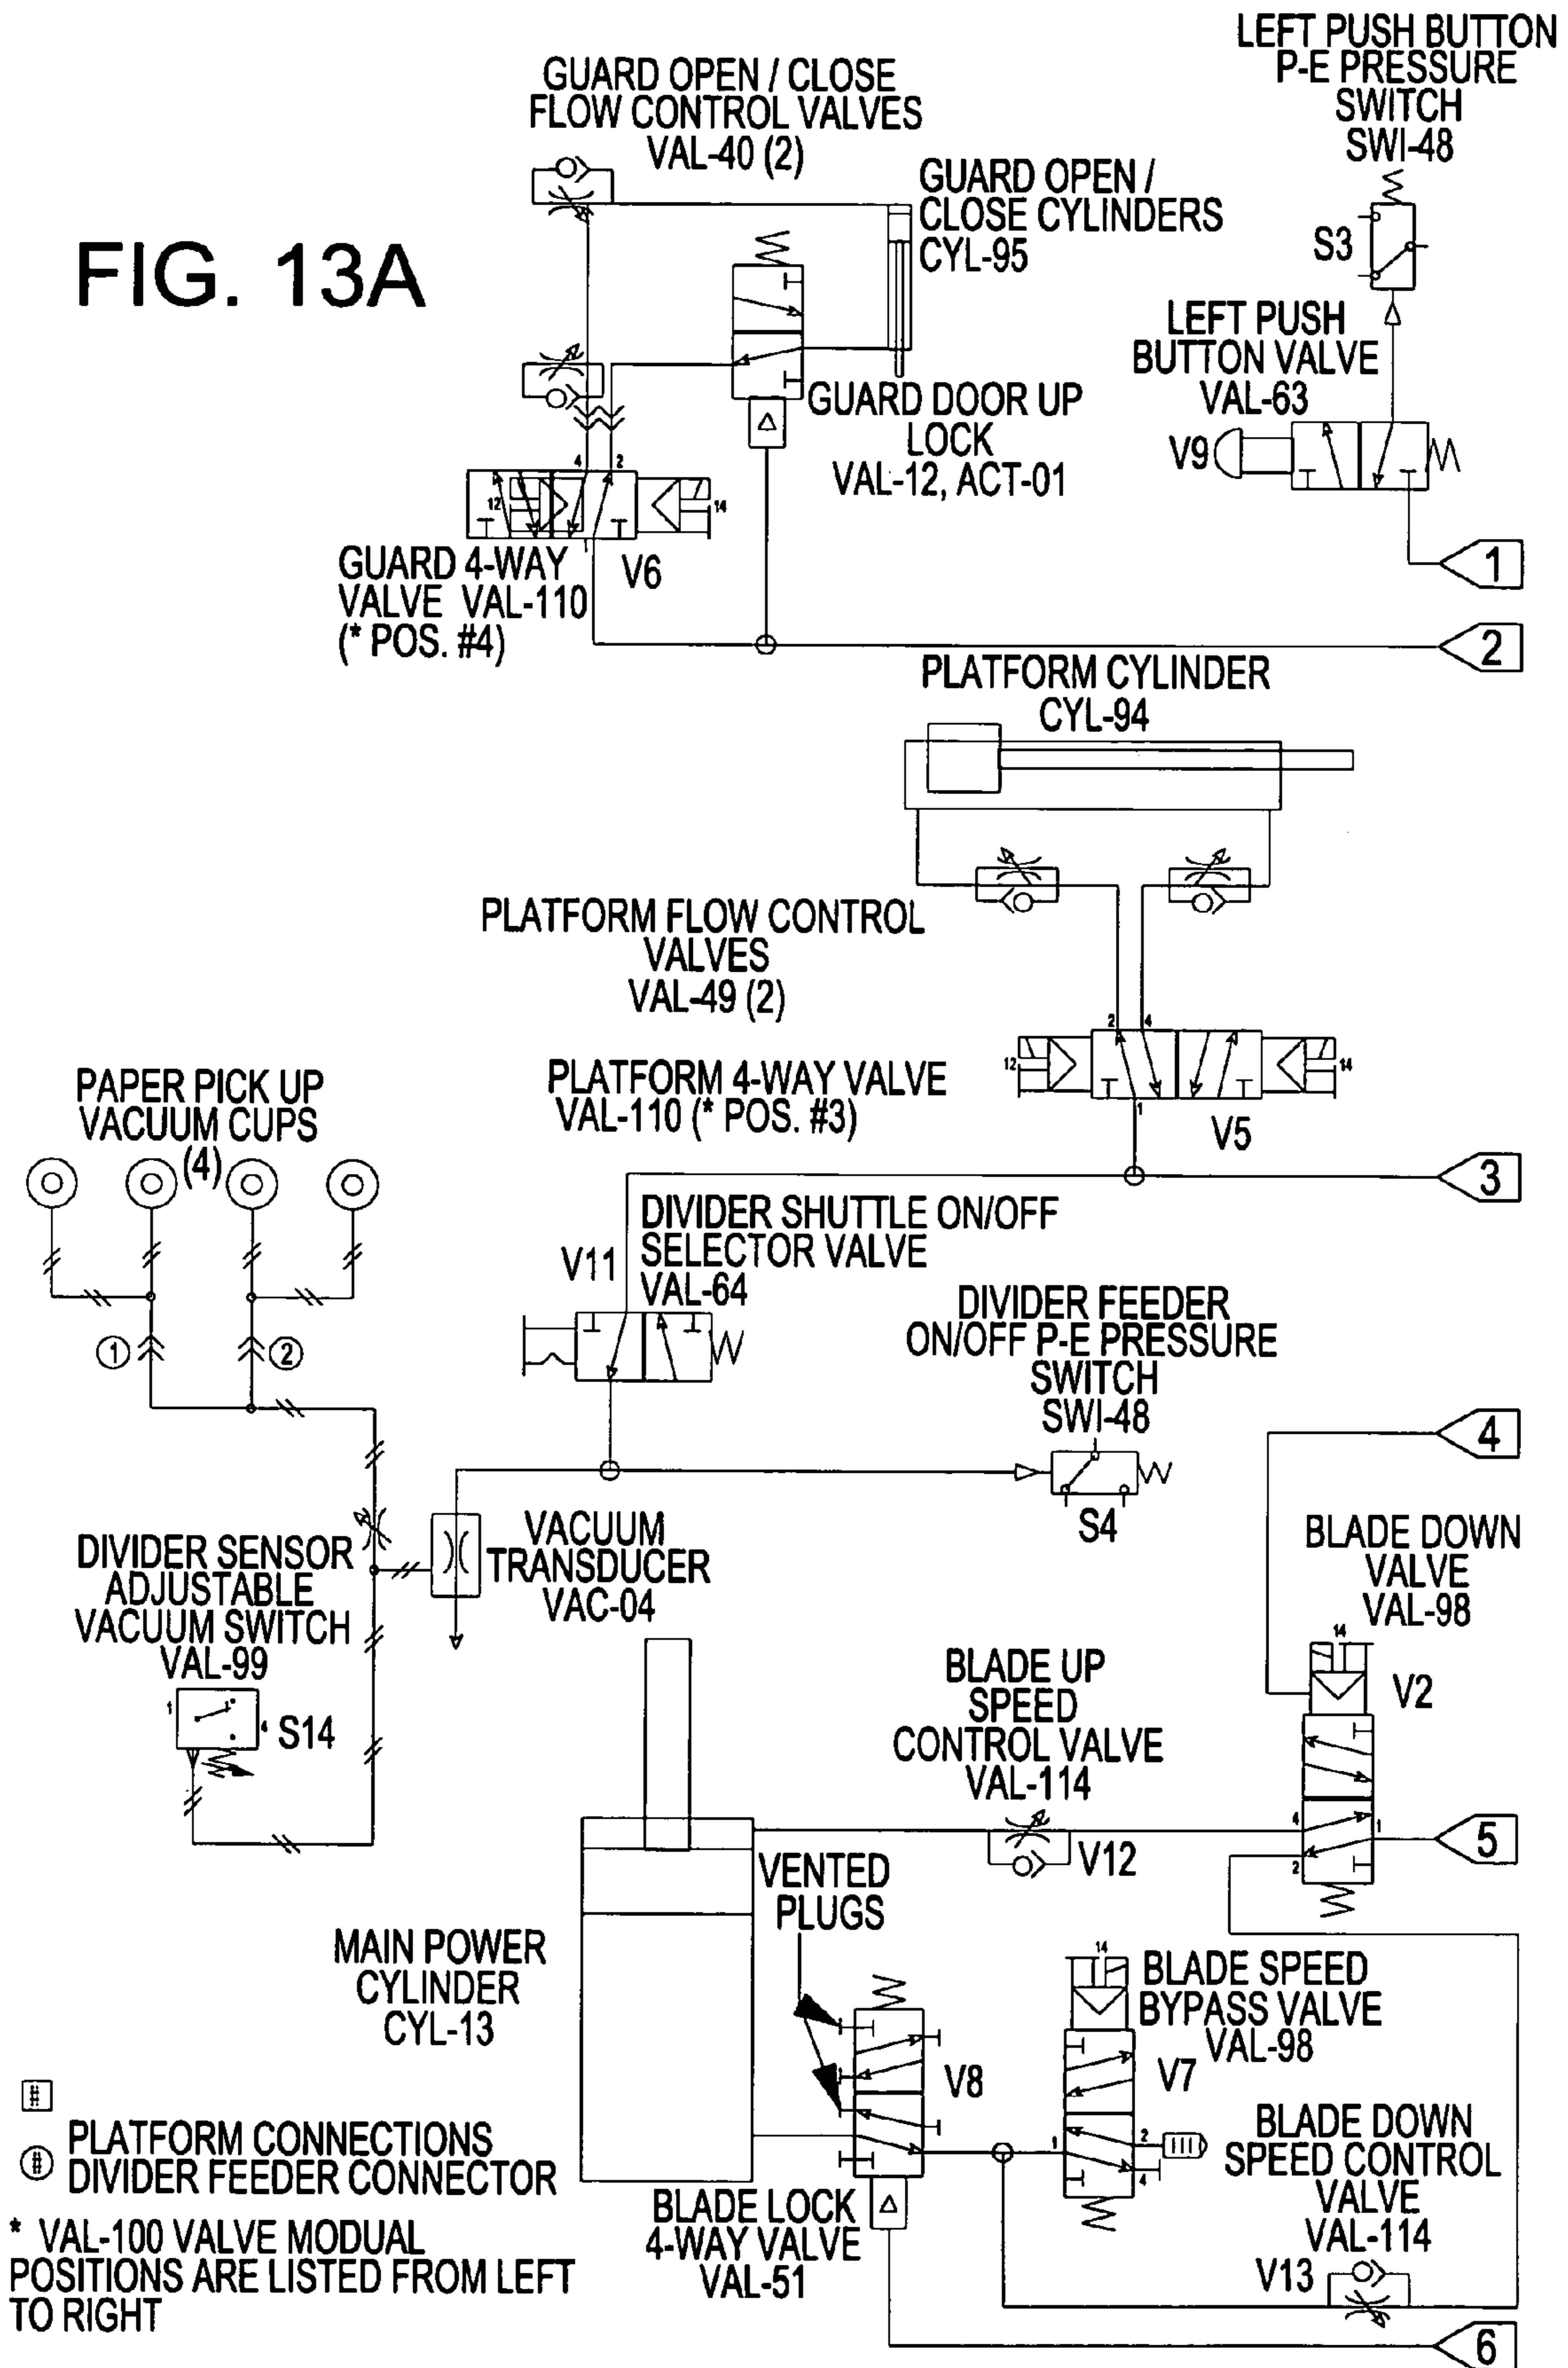 FIG. 13A
GUARD OPEN / CLOSE
FLOW CONTROL VALVES
VAL-40 (2)
GUARD OPEN /
CLOSE CYLINDERS
CYL-95
LEFT PUSH BUTTON
P-E PRESSURE
SWITCH
SWI-48
S3
LEFT PUSH
BUTTON VALVE
VAL-63
V9
GUARD DOOR UP
LOCK
VAL-12, ACT-01
4
2
12
14
GUARD 4-WAY
VALVE VAL-110
(* POS. #4)
V6
1
2
PLATFORM CYLINDER
CYL-94
PLATFORM FLOW CONTROL
VALVES
VAL-49 (2)
2
4
12
14
1
PLATFORM 4-WAY VALVE
VAL-110 (* POS. #3)
V5
3
PAPER PICK UP
VACUUM CUPS
(4)
1
2
DIVIDER SHUTTLE ON/OFF
SELECTOR VALVE
VAL-64
V11
DIVIDER FEEDER
ON/OFF P-E PRESSURE
SWITCH
SWI-48
S4
4
VACUUM
TRANSDUCER
VAC-04
DIVIDER SENSOR
ADJUSTABLE
VACUUM SWITCH
VAL-99
1
4
S14
BLADE DOWN
VALVE
VAL-98
14
V2
4
1
2
5
BLADE UP
SPEED
CONTROL VALVE
VAL-114
V12
VENTED
PLUGS
MAIN POWER
CYLINDER
CYL-13
V8
14
BLADE SPEED
BYPASS VALVE
VAL-98
V7
1
2
4
BLADE DOWN
SPEED CONTROL
VALVE
VAL-114
V13
BLADE LOCK
4-WAY VALVE
VAL-51
6
#
# PLATFORM CONNECTIONS
DIVIDER FEEDER CONNECTOR
* VAL-100 VALVE MODUAL
POSITIONS ARE LISTED FROM LEFT
TO RIGHT